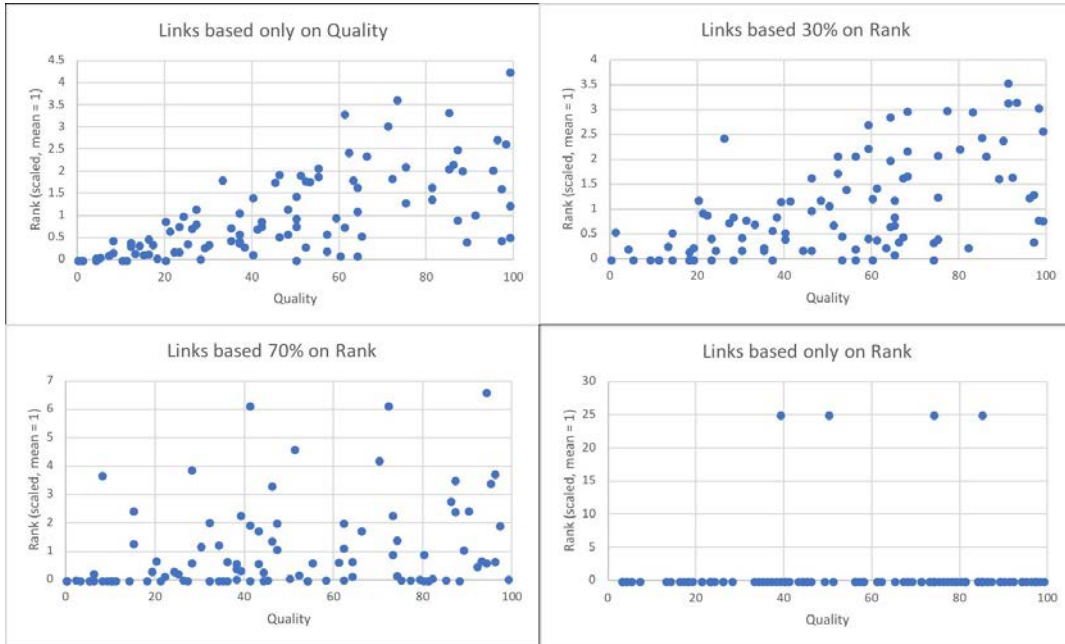 Links based only on Quality
Rank (scaled, mean = 1)
4.5
4
3.5
3
2.5
2
1.5
1
0.5
0
0 20 40 60 80 100
Quality
Links based 30% on Rank
Rank (scaled, mean = 1)
4
3.5
3
2.5
2
1.5
1
0.5
0
0 20 40 60 80 100
Quality
Links based 70% on Rank
Rank (scaled, mean = 1)
7
6
5
4
3
2
1
0
0 20 40 60 80 100
Quality
Links based only on Rank
Rank (scaled, mean = 1)
30
25
20
15
10
5
0
0 20 40 60 80 100
Quality